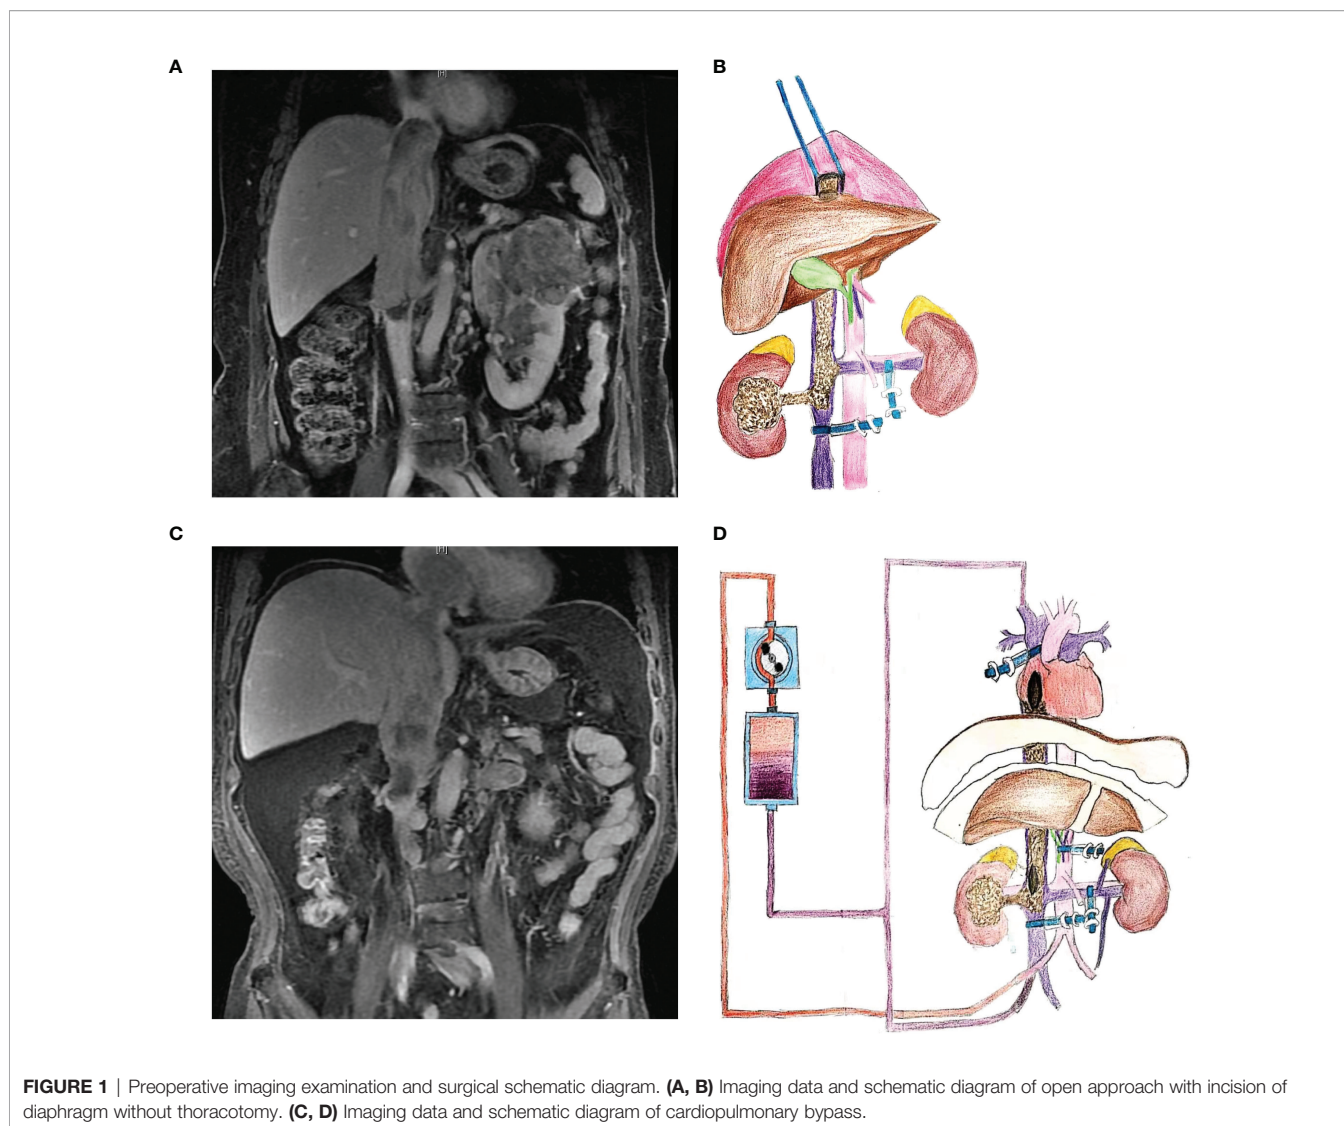 A
B
[H]
C
D
[H]
FIGURE 1 | Preoperative imaging examination and surgical schematic diagram. (A, B) Imaging data and schematic diagram of open approach with incision of
diaphragm without thoracotomy. (C, D) Imaging data and schematic diagram of cardiopulmonary bypass.